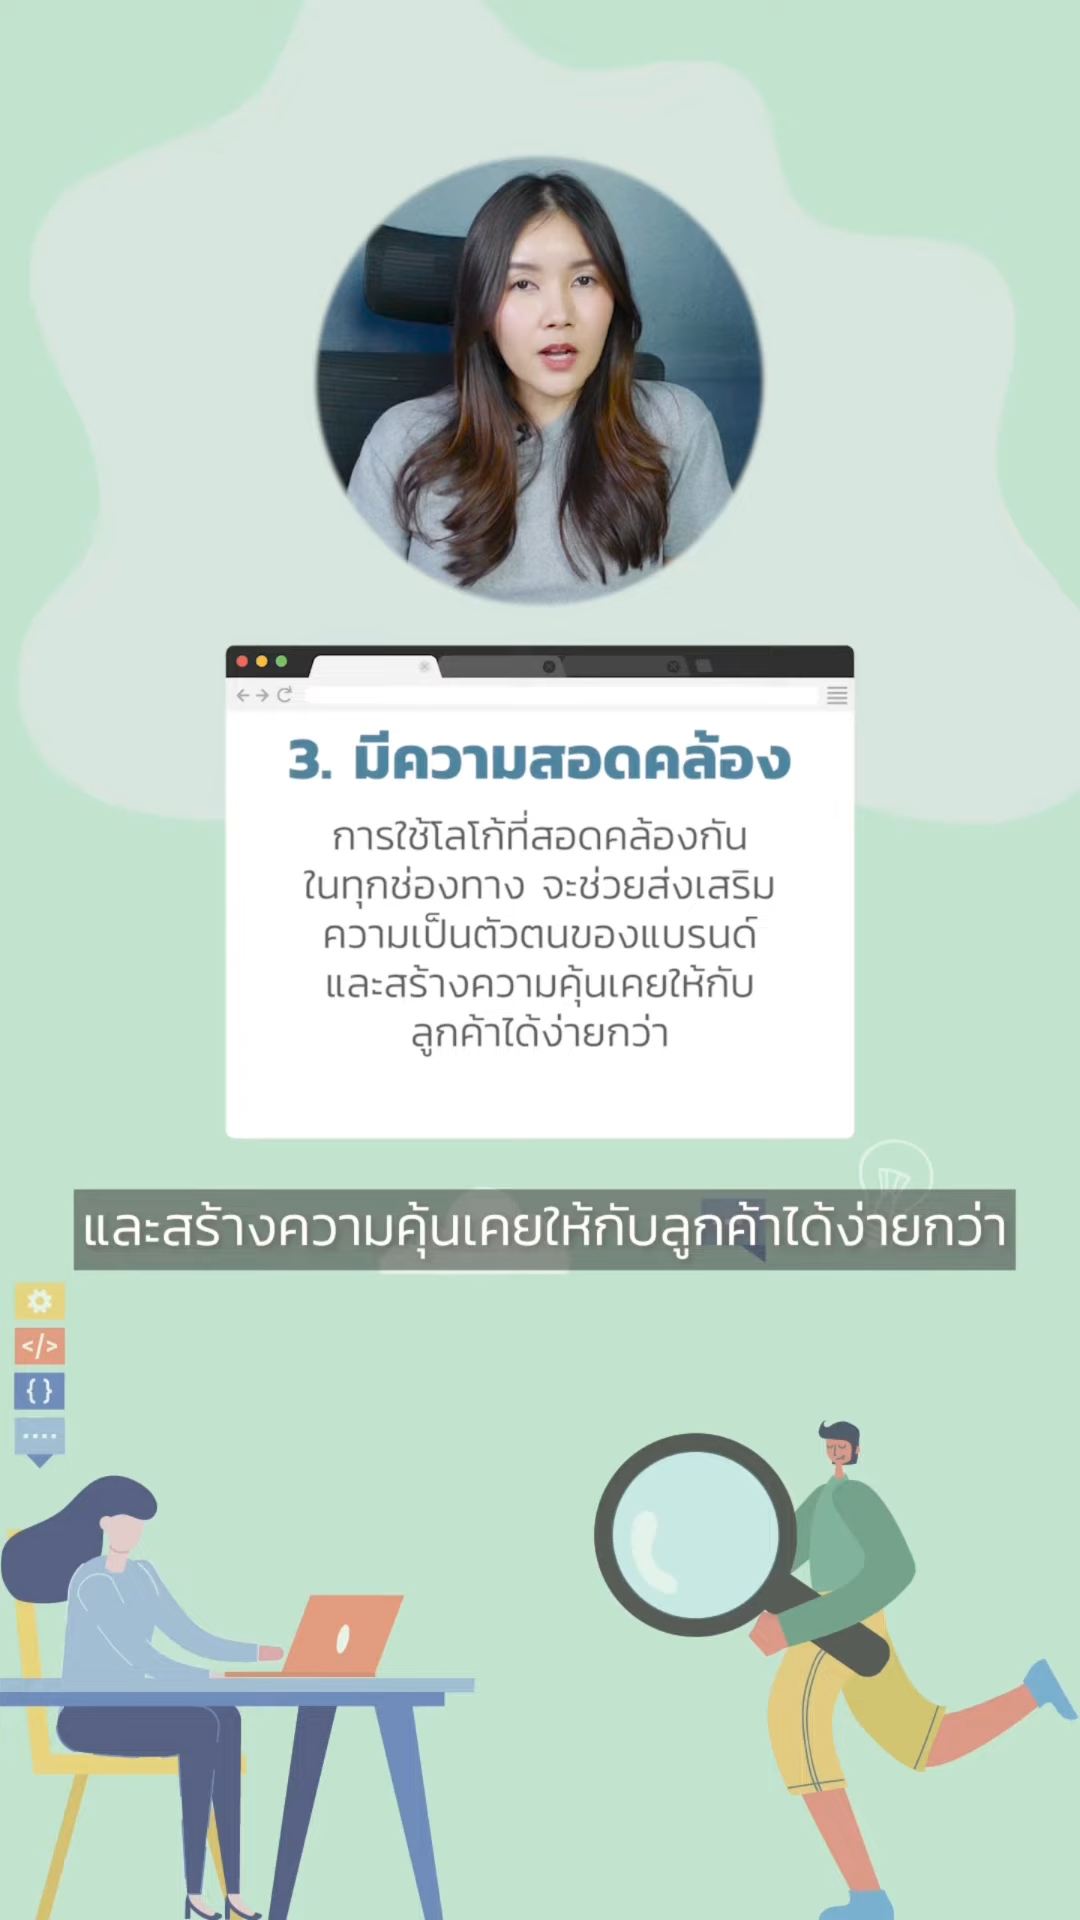 3. มีความสอดคล้อง
การใช้โลโก้ที่สอดคล้องกัน
ในทุกช่องทาง จะช่วยส่งเสริม
ความเป็นตัวตนของแบรนด์
และสร้างความคุ้นเคยให้กับ
ลูกค้าได้ง่ายกว่า
และสร้างความคุ้นเคยให้กับลูกค้าได้ง่ายกว่า